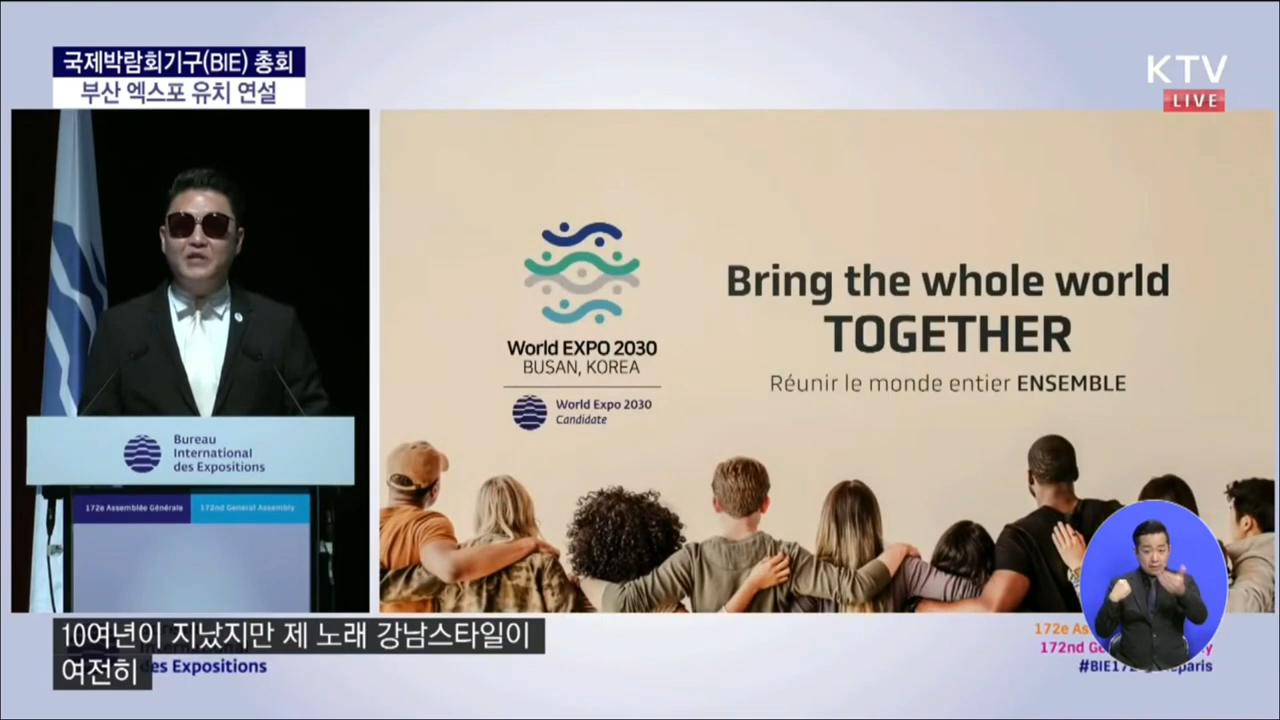 국제박람회기구(BIE) 총회
부산 엑스포 유치 연설
KTV
LIVE
World EXPO 2030
BUSAN, KOREA
World Expo 2030
Candidate
Bring the whole world
TOGETHER
Réunir le monde entier ENSEMBLE
Bureau
International
des Expositions
172e Assemblée Générale
172nd General Assembly
10여년이 지났지만 제 노래 강남스타일이
여전히
des Expositions
172e
172nd